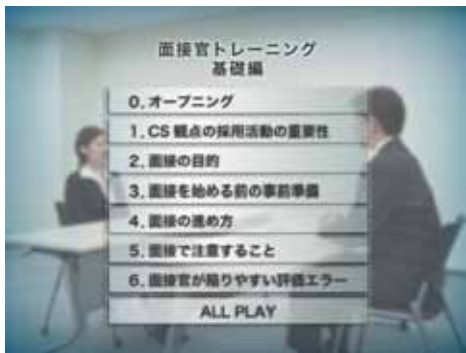 面接官トレーニング
基礎編
0. オープニング
1. CS 観点の採用活動の重要性
2. 面接の目的
3. 面接を始める前の事前準備
4. 面接の進め方
5. 面接で注意すること
6. 面接官が陥りやすい評価エラー
ALL PLAY